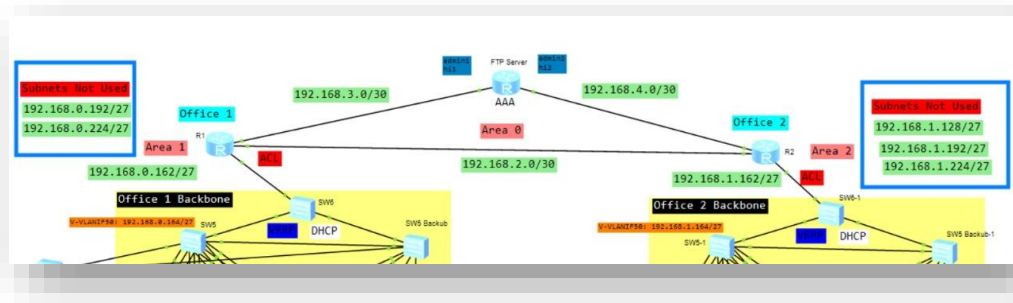 Subnets Not Used
192.168.0.192/27
192.168.0.224/27
Office 1
R1
Area 1
192.168.0.162/27
ACL
192.168.3.0/30
FTP Server
AAA
192.168.4.0/30
Area 0
192.168.2.0/30
Office 2
R2
Area 2
192.168.1.162/27
ACL
Subnets Not Used
192.168.1.128/27
192.168.1.192/27
192.168.1.224/27
Office 1 Backbone
SW6
V-VLANIF50: 192.168.0.164/27
SW5
VRRP
DHCP
SW5 Backub
Office 2 Backbone
SW6-1
V-VLANIF50: 192.168.1.164/27
SW5-1
VRRP
DHCP
SW5 Backub-1